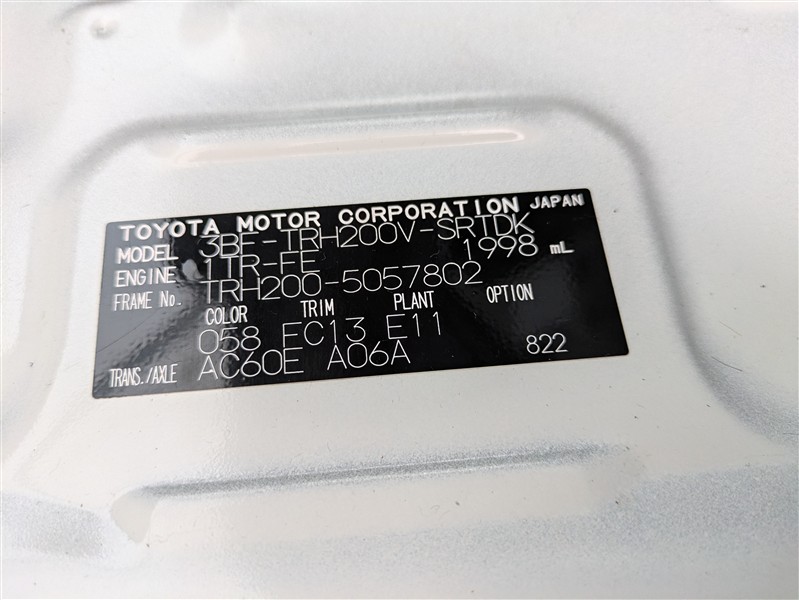 TOYOTA MOTOR CORPORATION JAPAN
MODEL 3BF-TRH200V-SRTDK
ENGINE 1TR-FE 1998 mL
FRAME No. TRH200-5057802
COLOR TRIM PLANT OPTION
058 FC13 E11
TRANS./AXLE AC60E A06A 822